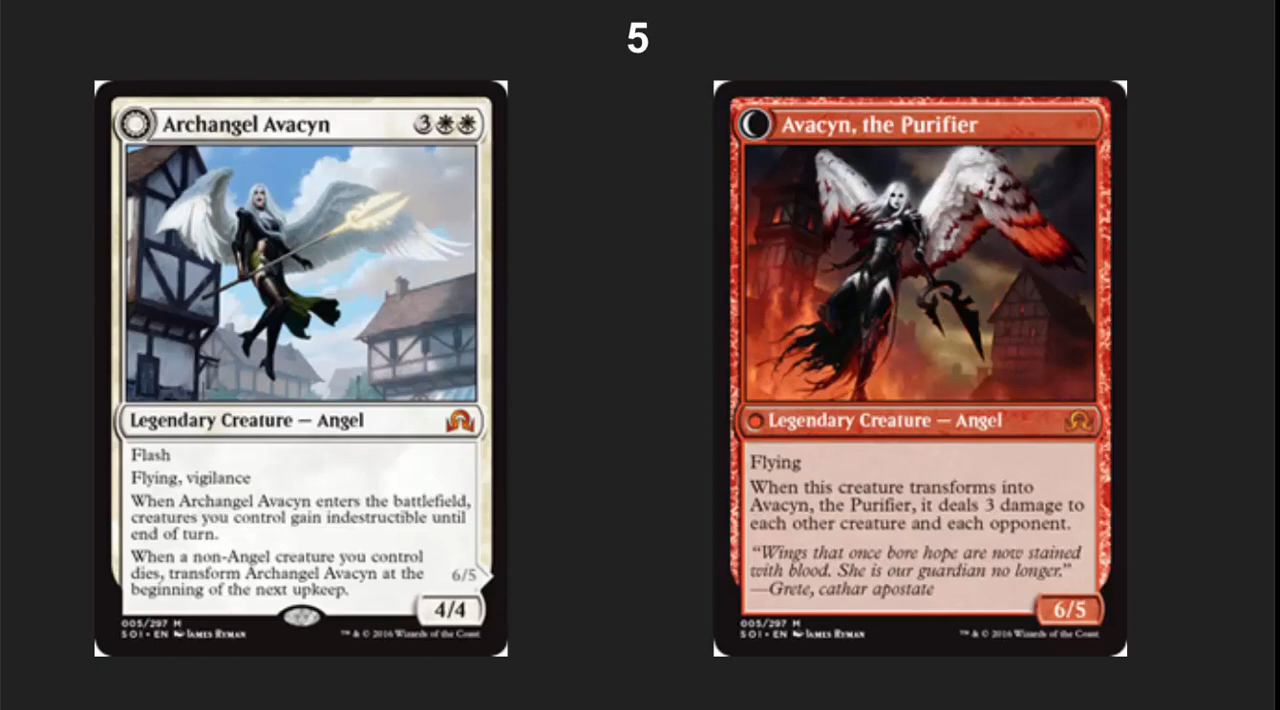 5
Archangel Avacyn 3
Legendary Creature — Angel
Flash
Flying, vigilance
When Archangel Avacyn enters the battlefield,
creatures you control gain indestructible until
end of turn.
When a non-Angel creature you control
dies, transform Archangel Avacyn at the
beginning of the next upkeep.
6/5
4/4
005/297 M
SOI • EN James Ryman
™ & © 2016 Wizards of the Coast
Avacyn, the Purifier
Legendary Creature — Angel
Flying
When this creature transforms into
Avacyn, the Purifier, it deals 3 damage to
each other creature and each opponent.
“Wings that once bore hope are now stained
with blood. She is our guardian no longer.”
—Grete, cathar apostate
6/5
005/297 M
SOI • EN James Ryman
™ & © 2016 Wizards of the Coast